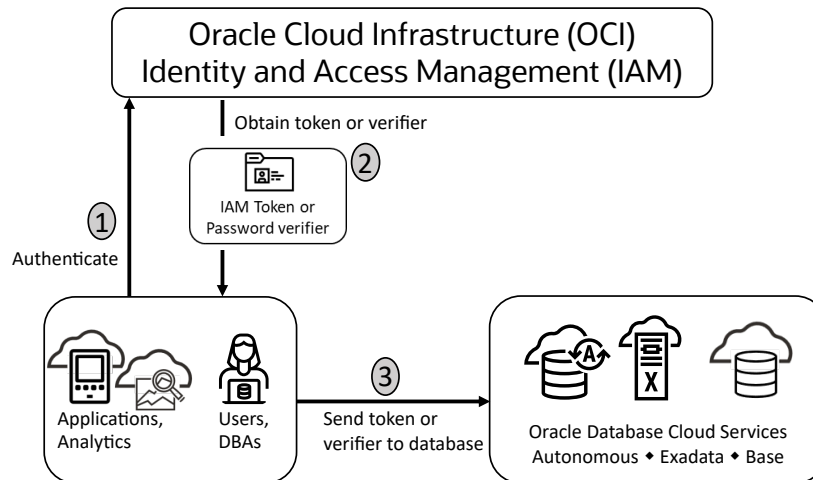 Oracle Cloud Infrastructure (OCI)
Identity and Access Management (IAM)
Obtain token or verifier
2
IAM Token or
Password verifier
1
Authenticate
Applications,
Analytics
Users,
DBAs
3
Send token or
verifier to database
A
X
Oracle Database Cloud Services
Autonomous ◆ Exadata ◆ Base